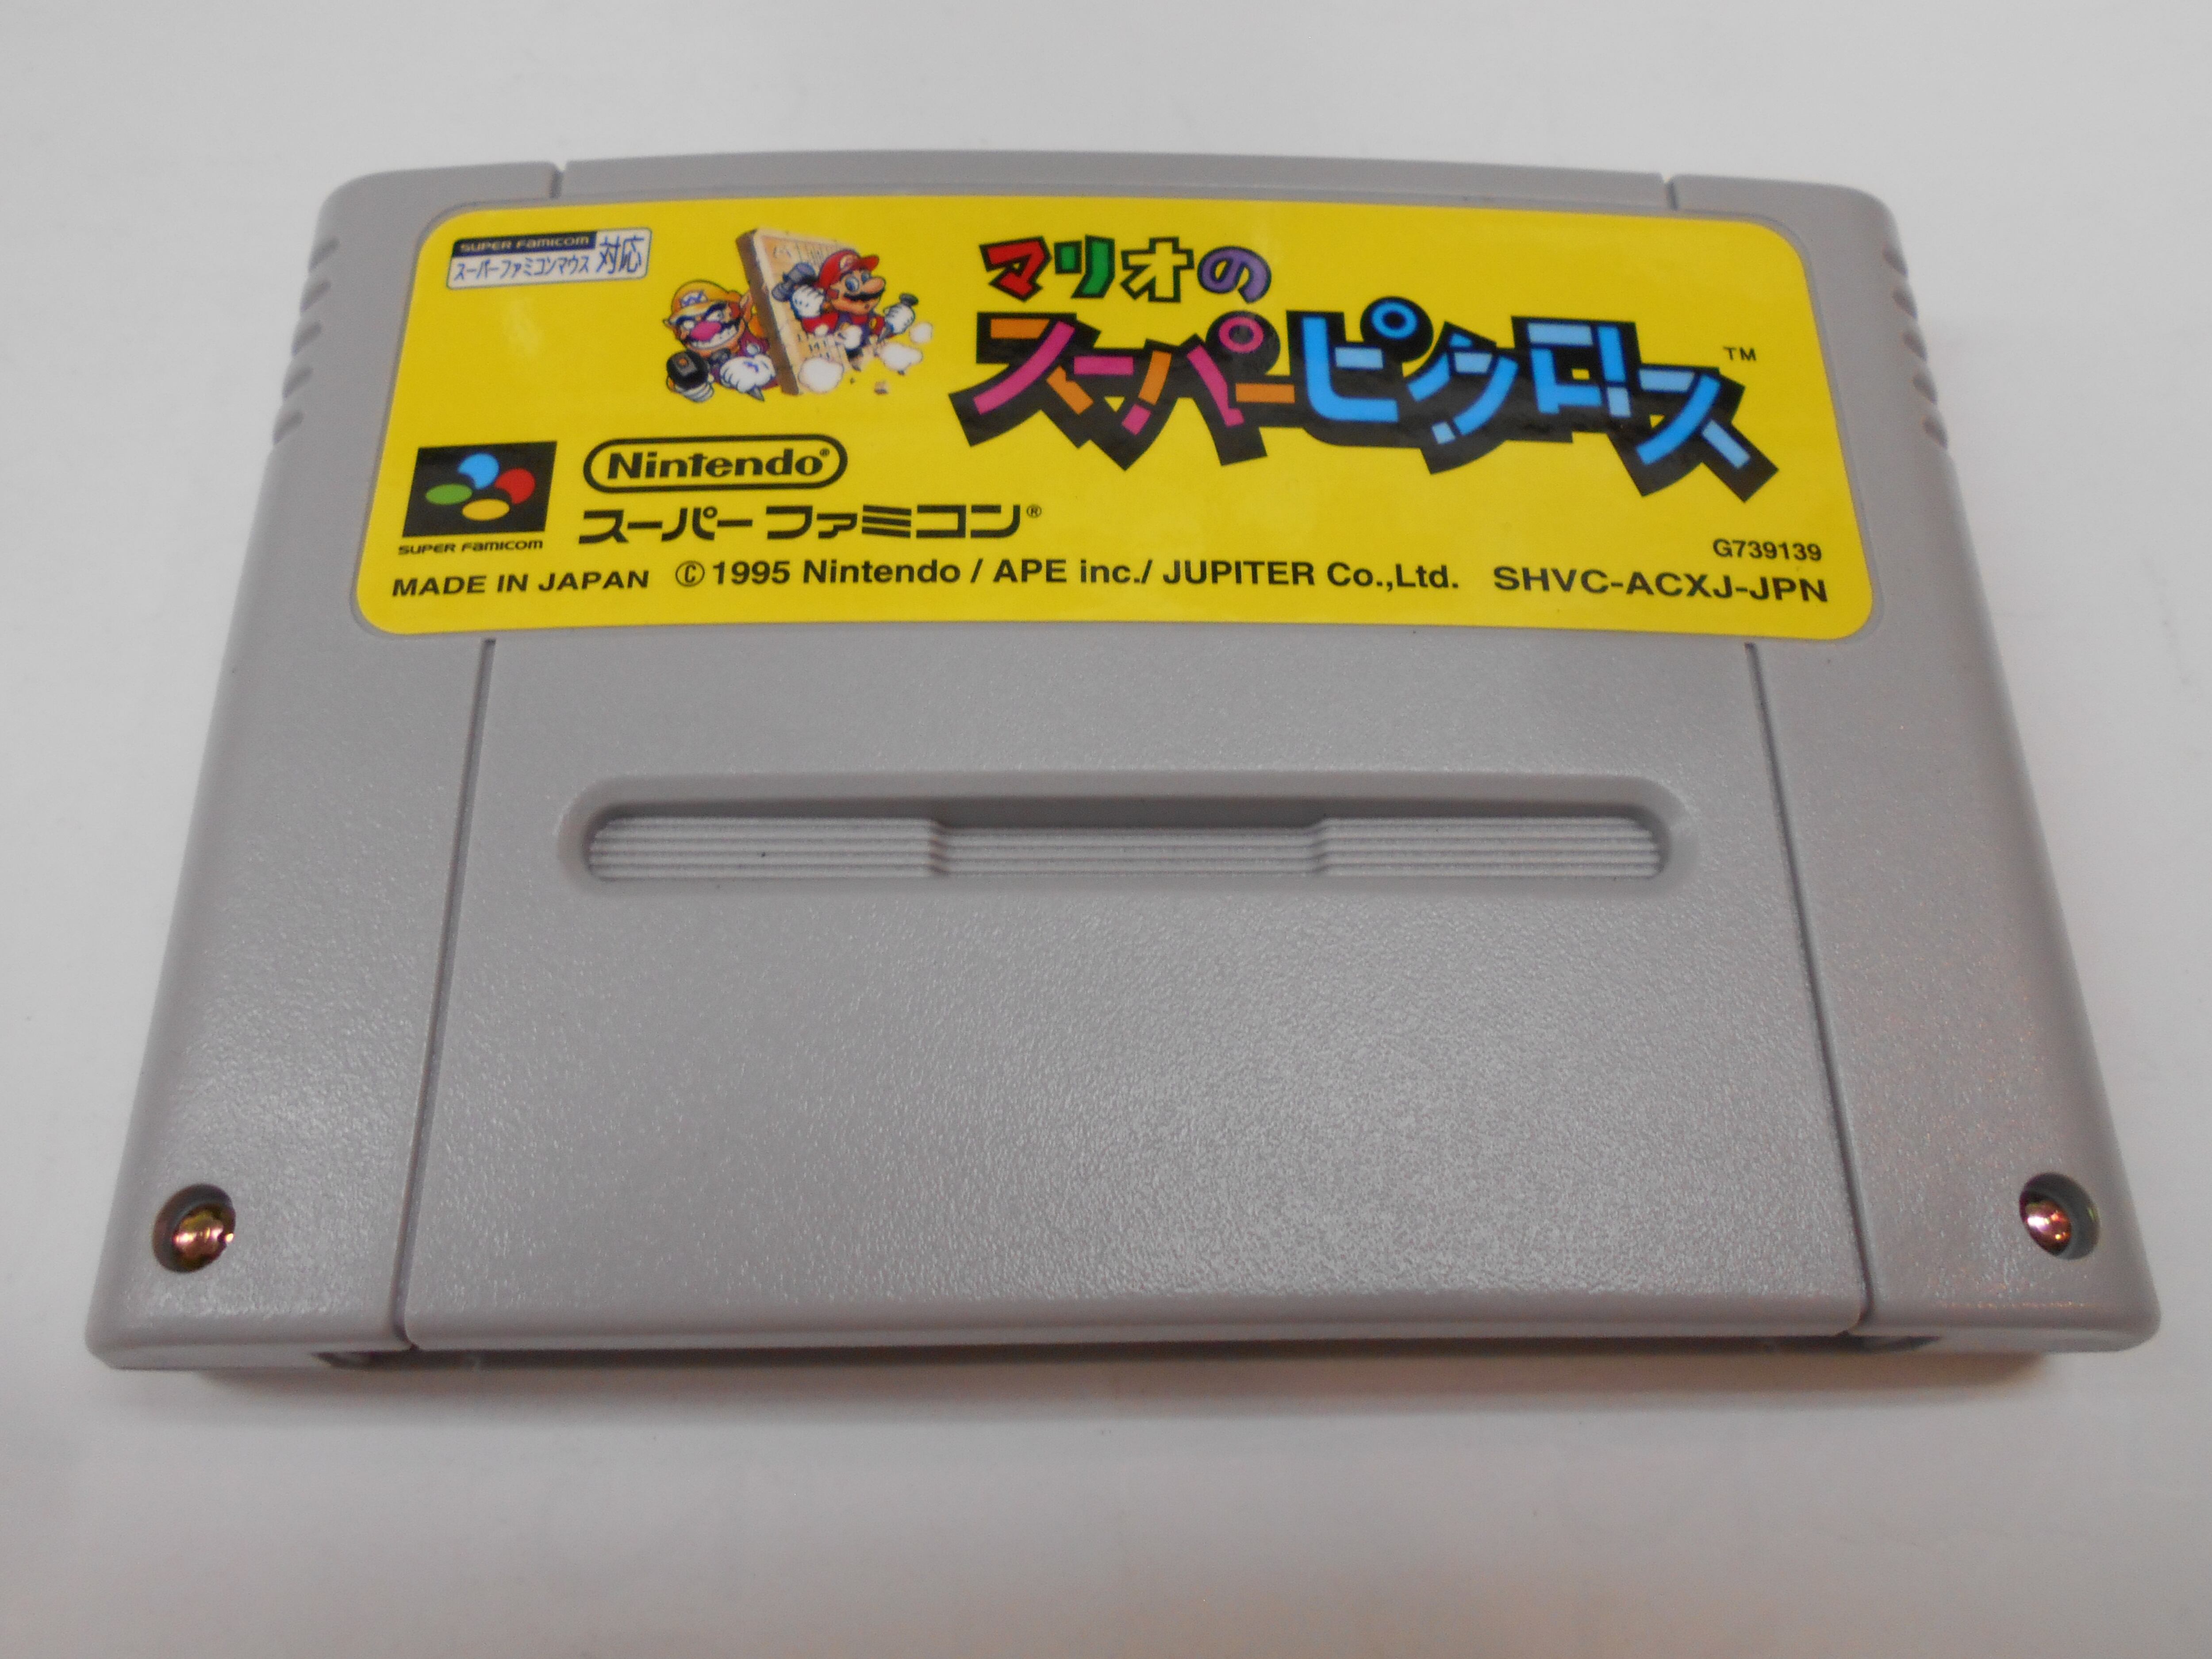 SUPER FAMICOM
スーパーファミコンマウス 対応
マリオの
スーパーピクロス™
Nintendo®
スーパーファミコン®
SUPER FAMICOM
G739139
MADE IN JAPAN ©1995 Nintendo / APE inc./ JUPITER Co.,Ltd. SHVC-ACXJ-JPN